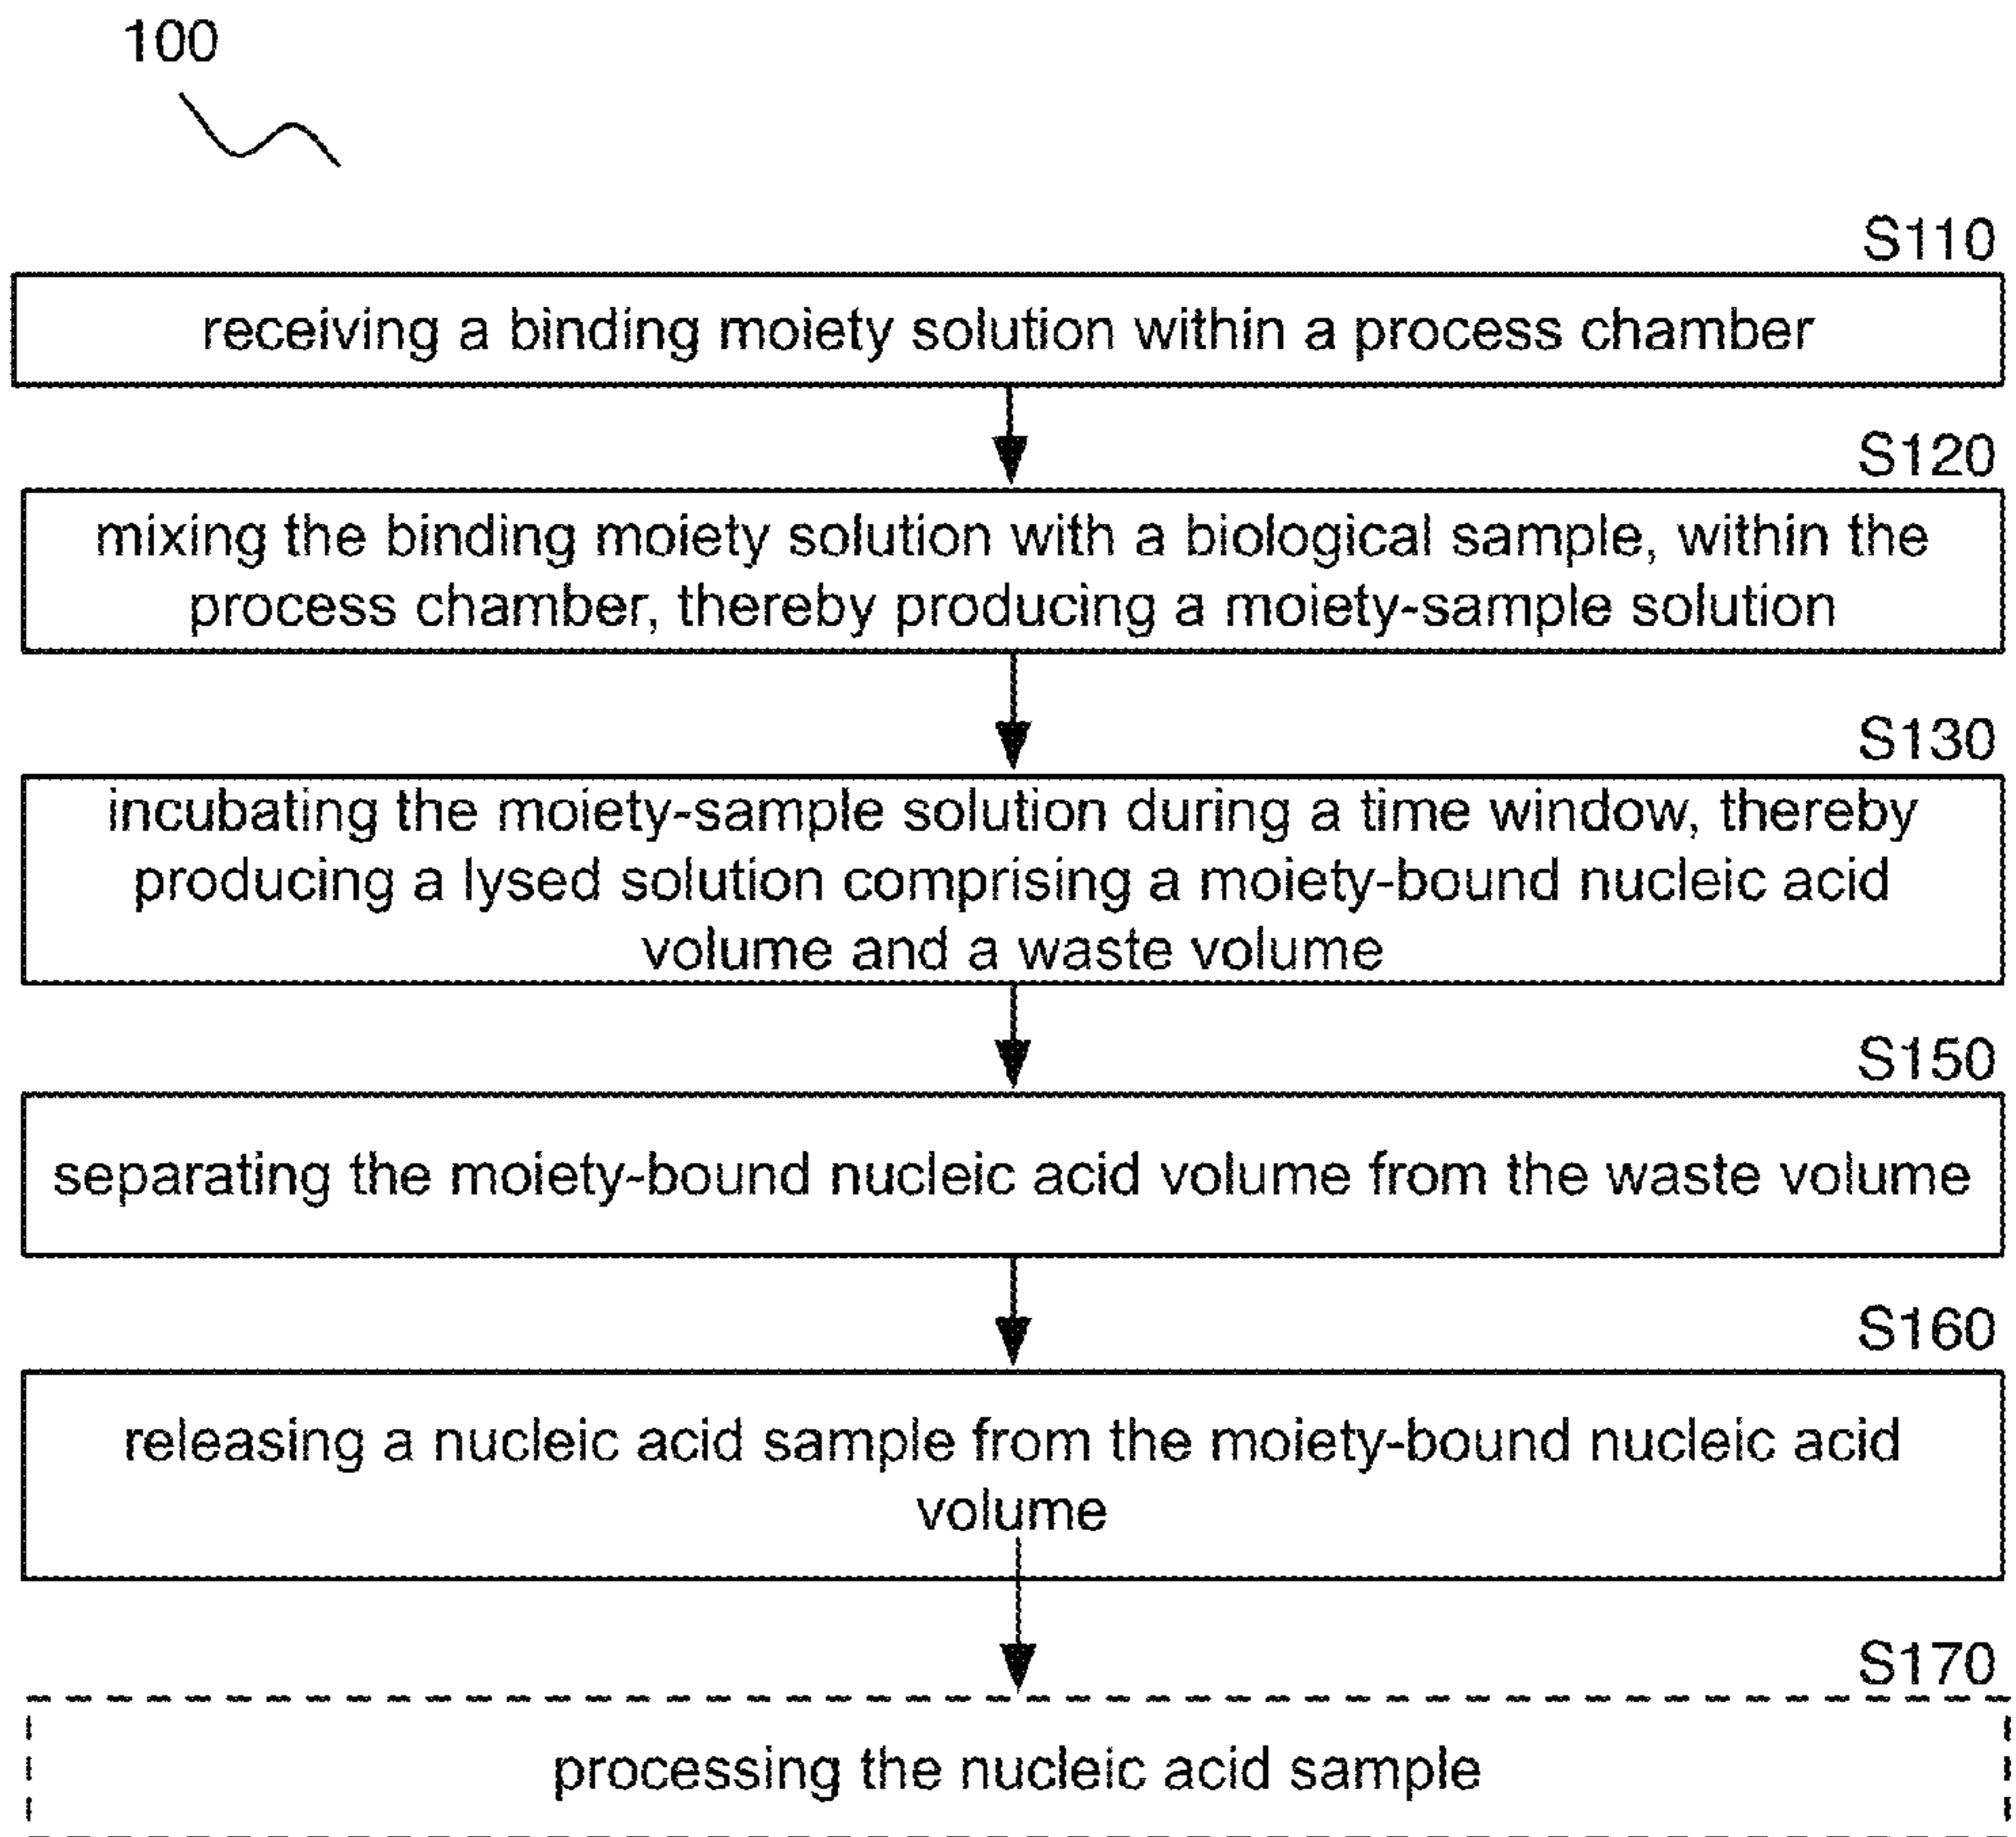 100
S110
receiving a binding moiety solution within a process chamber
S120
mixing the binding moiety solution with a biological sample, within the
process chamber, thereby producing a moiety-sample solution
S130
incubating the moiety-sample solution during a time window, thereby
producing a lysed solution comprising a moiety-bound nucleic acid
volume and a waste volume
S150
separating the moiety-bound nucleic acid volume from the waste volume
S160
releasing a nucleic acid sample from the moiety-bound nucleic acid
volume
S170
processing the nucleic acid sample